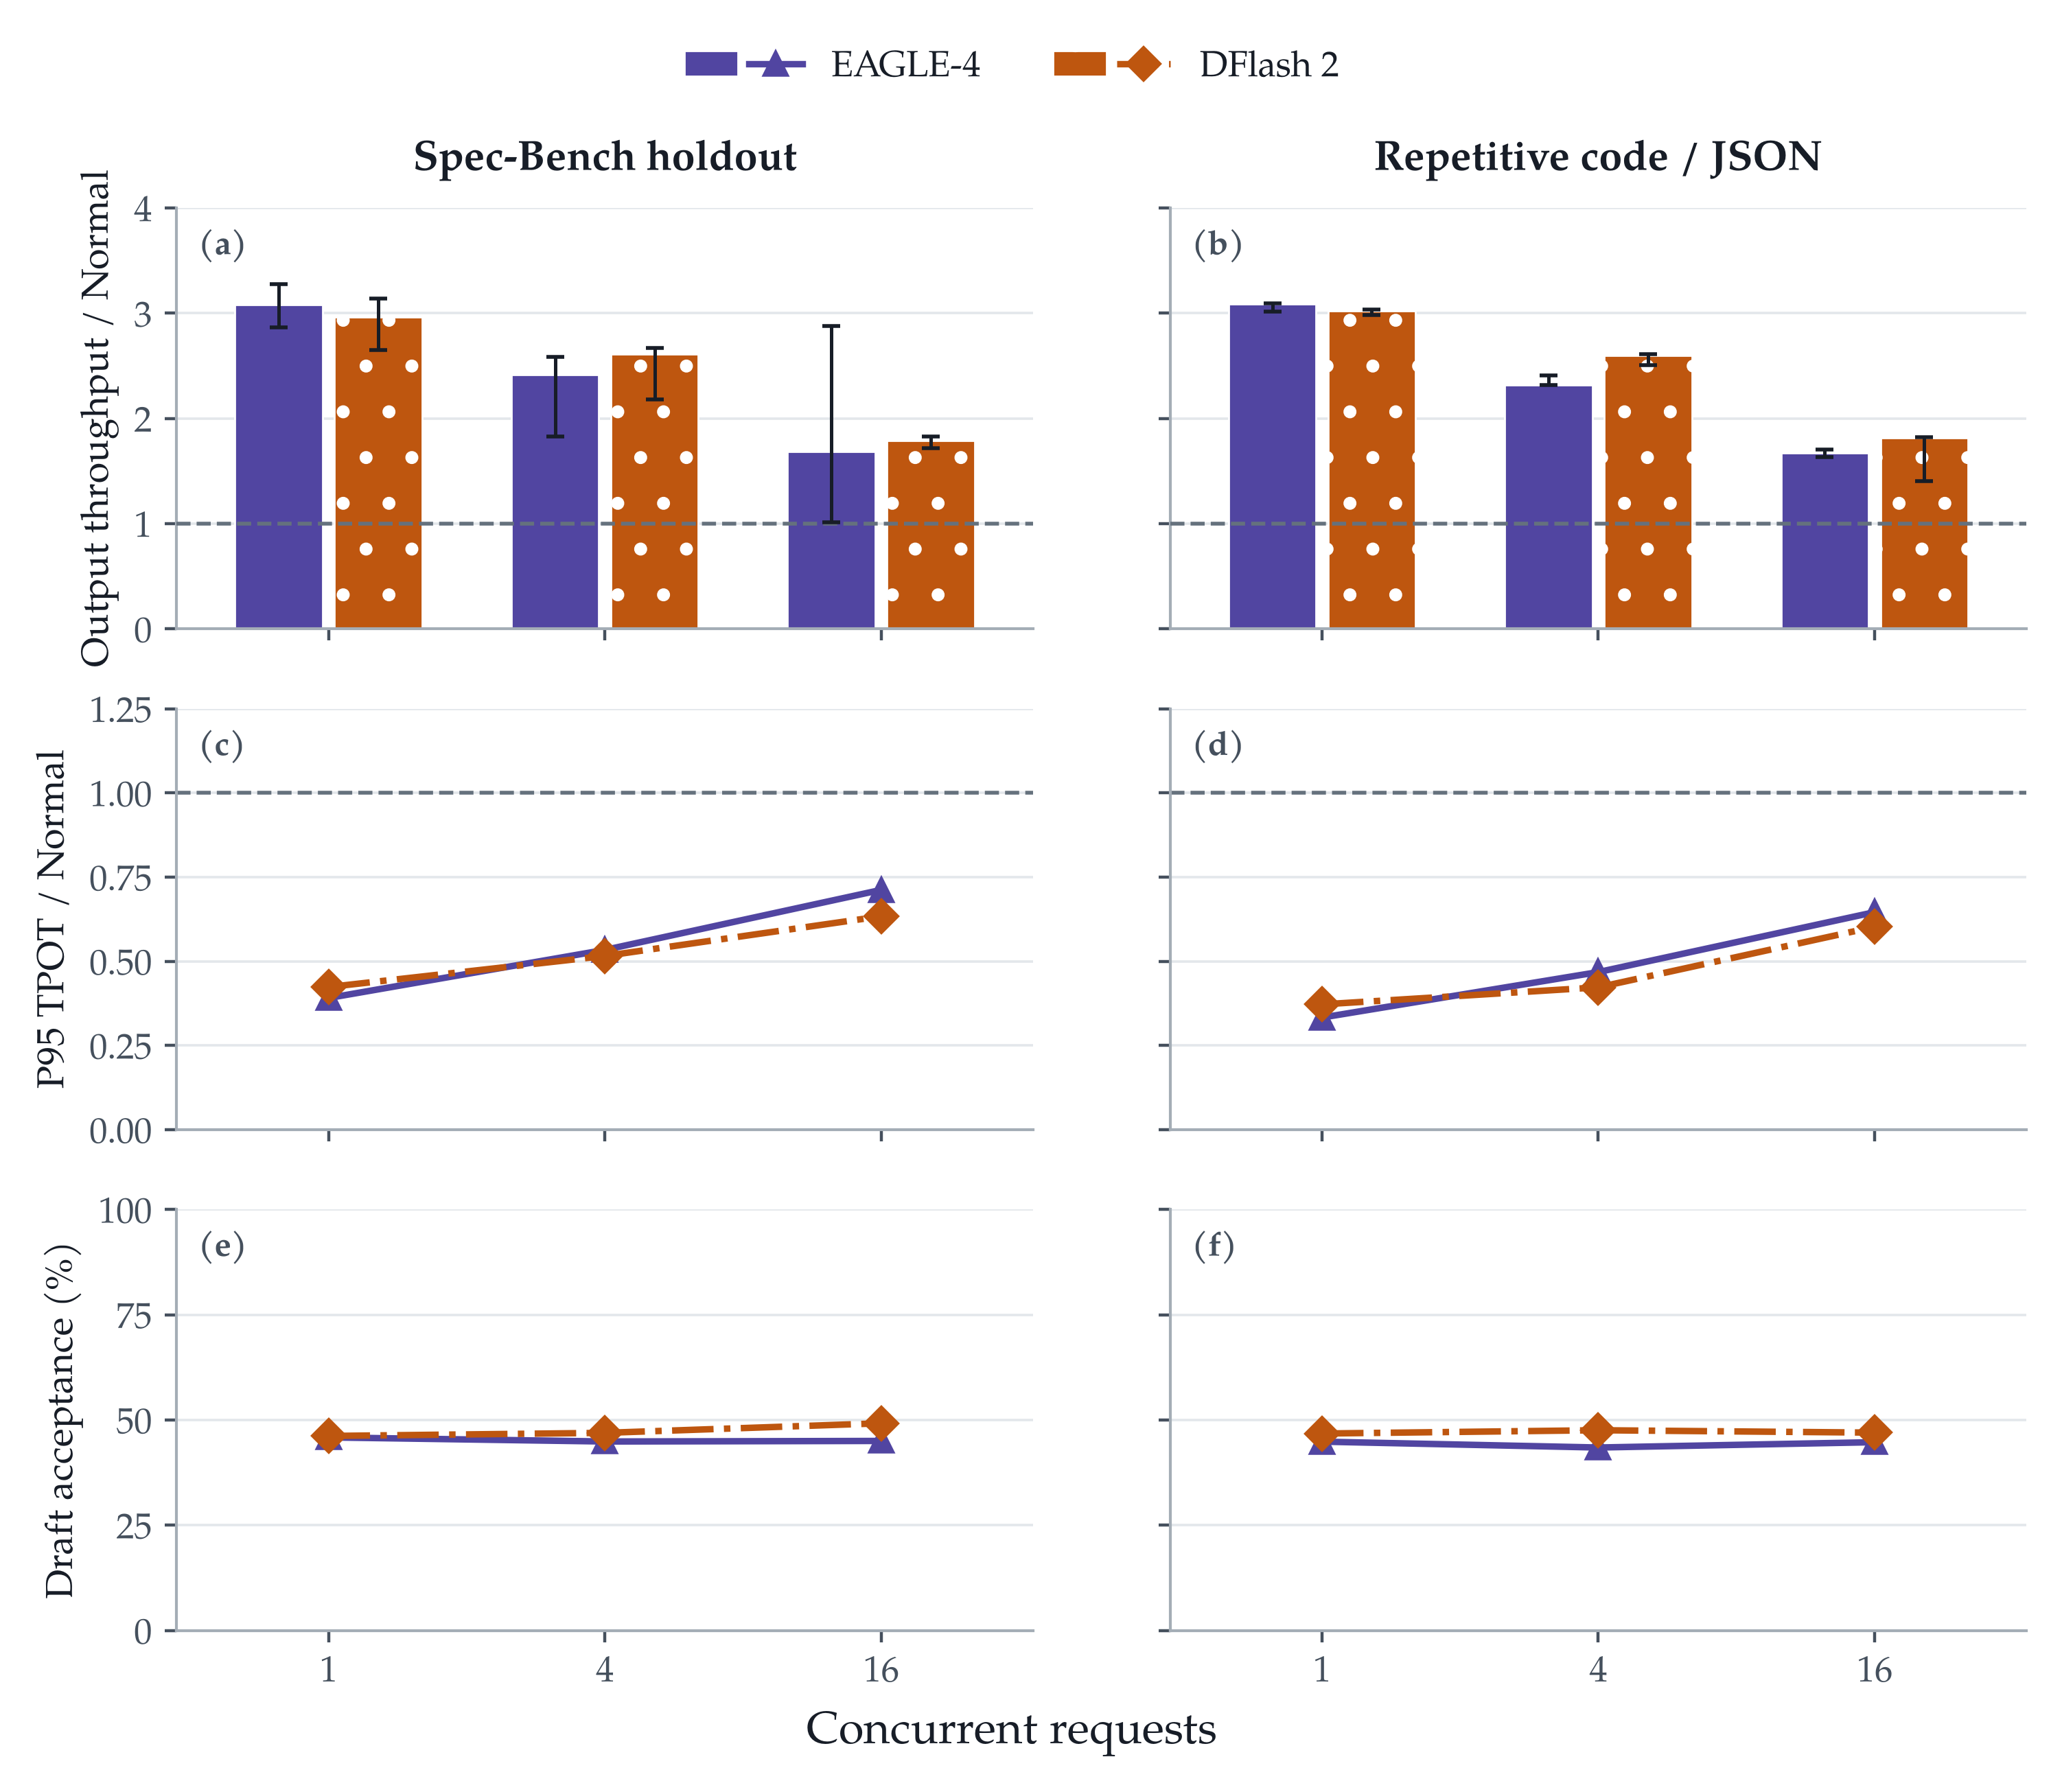 EAGLE-4
DFlash 2
Spec-Bench holdout
Repetitive code / JSON
Output throughput / Normal
4
3
2
1
0
(a)
(b)
P95 TPOT / Normal
1.25
1.00
0.75
0.50
0.25
0.00
(c)
(d)
Draft acceptance (%)
100
75
50
25
0
(e)
(f)
1
4
16
1
4
16
Concurrent requests